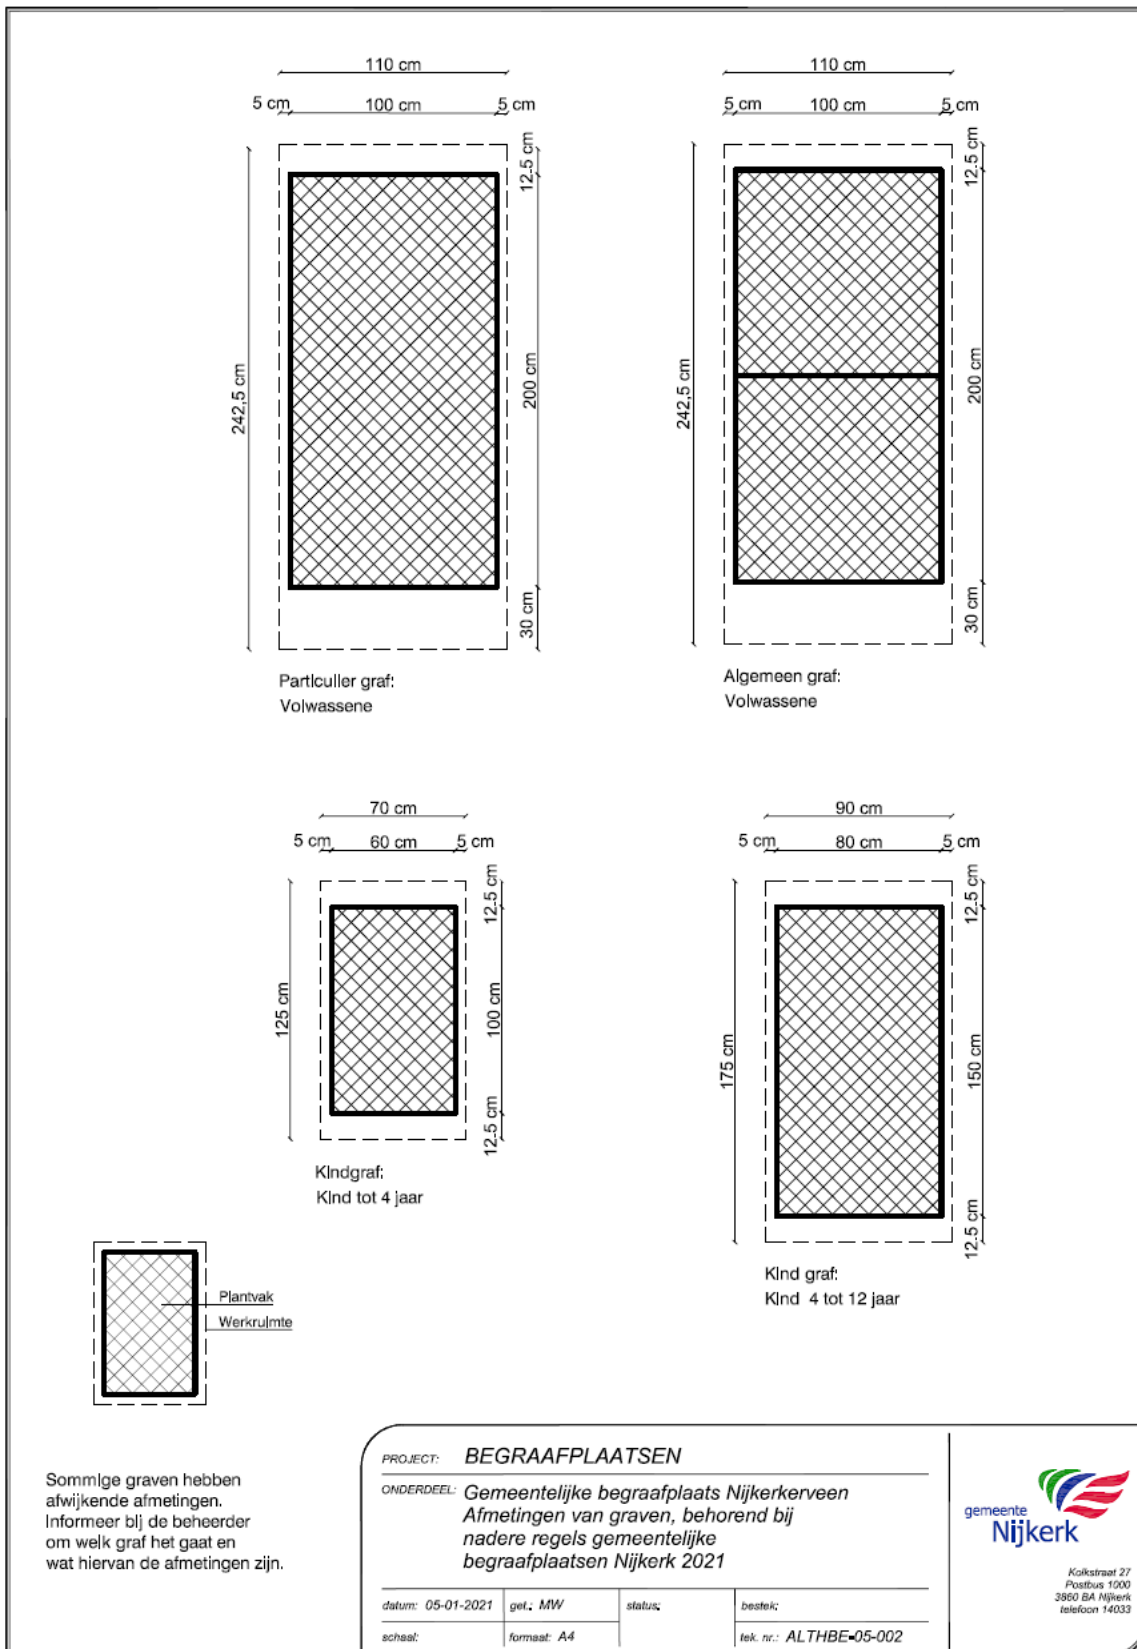 110 cm
5 cm 100 cm 5 cm
12.5 cm
242,5 cm
200 cm
30 cm
Particulier graf:
Volwassene
110 cm
5 cm 100 cm 5 cm
12.5 cm
242,5 cm
200 cm
30 cm
Algemeen graf:
Volwassene
70 cm
5 cm 60 cm 5 cm
12.5 cm
125 cm
100 cm
12.5 cm
Kindgraf:
Kind tot 4 jaar
90 cm
5 cm 80 cm 5 cm
12.5 cm
175 cm
150 cm
12.5 cm
Kind graf:
Kind 4 tot 12 jaar
Plantvak
Werkruimte
Sommige graven hebben
afwijkende afmetingen.
Informeer bij de beheerder
om welk graf het gaat en
wat hiervan de afmetingen zijn.
PROJECT: BEGRAAFPLAATSEN
ONDERDEEL: Gemeentelijke begraafplaats Nijkerkerveen
Afmetingen van graven, behorend bij
nadere regels gemeentelijke
begraafplaatsen Nijkerk 2021
datum: 05-01-2021 get.: MW status: bestek:
schaal: formaat: A4 tek. nr.: ALTHBE-05-002
gemeente
Nijkerk
Kolkstraat 27
Postbus 1000
3860 BA Nijkerk
telefoon 14033